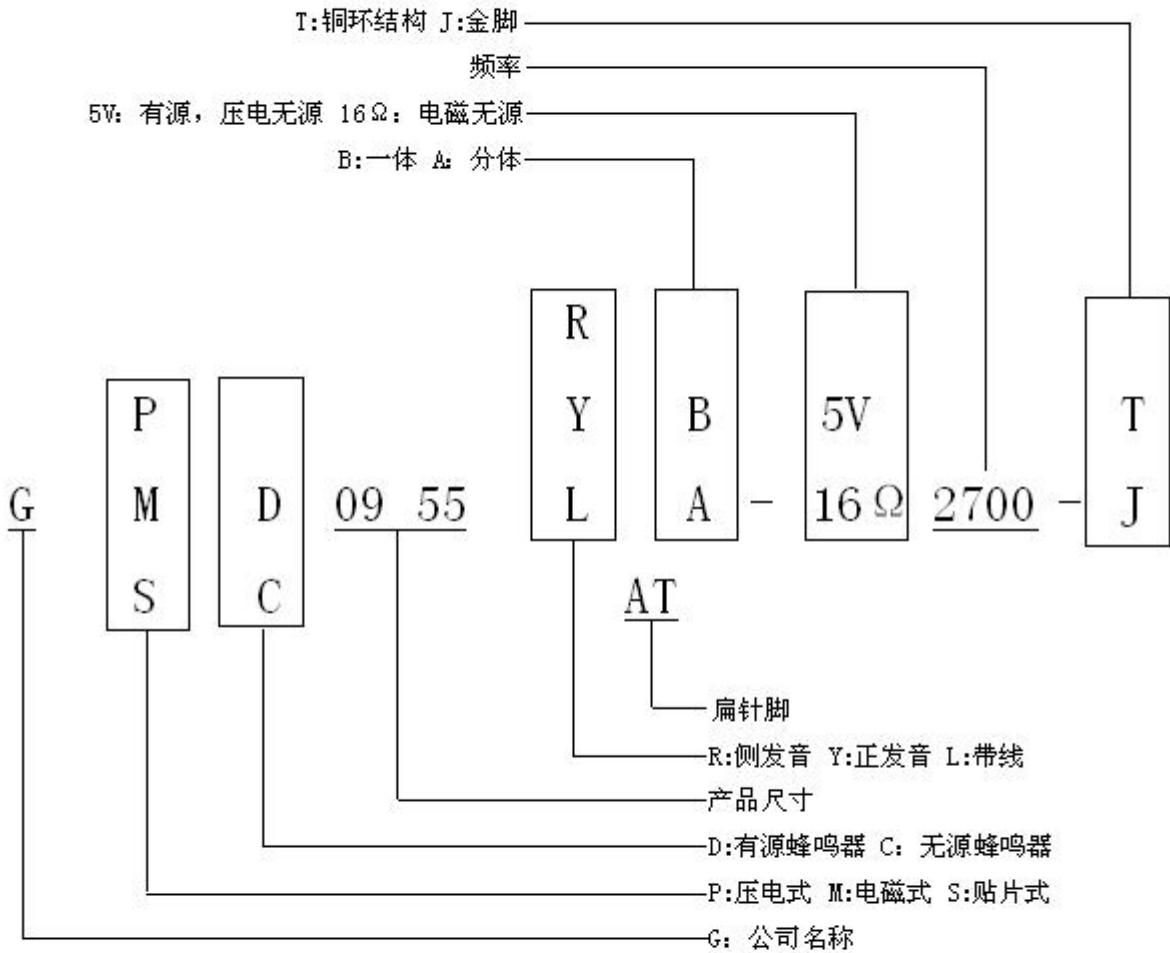 T:铜环结构 J:金脚
频率
5V: 有源，压电无源 16Ω: 电磁无源
B:一体 A: 分体
R
P Y B 5V T
G M D 09 55 L A - 16Ω 2700 - J
S C AT
扁针脚
R:侧发音 Y:正发音 L:带线
产品尺寸
D:有源蜂鸣器 C: 无源蜂鸣器
P:压电式 M:电磁式 S:贴片式
G: 公司名称